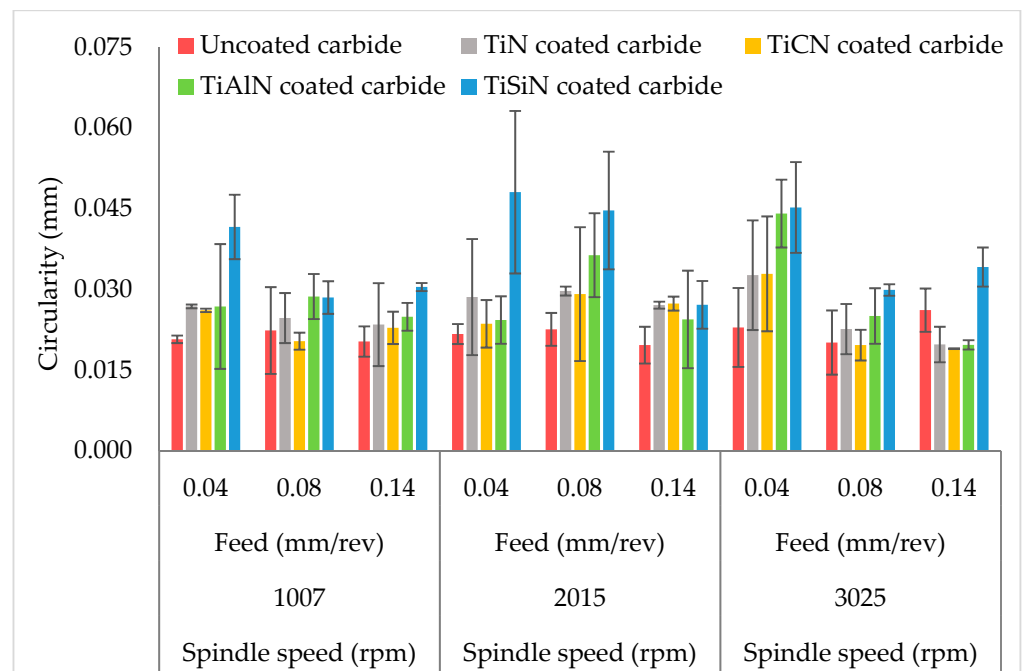 Uncoated carbide TiN coated carbide TiCN coated carbide
TiAlN coated carbide TiSiN coated carbide
Circularity (mm)
0.075
0.060
0.045
0.030
0.015
0.000
0.04 0.08 0.14 0.04 0.08 0.14 0.04 0.08 0.14
Feed (mm/rev) Feed (mm/rev) Feed (mm/rev)
1007 2015 3025
Spindle speed (rpm) Spindle speed (rpm) Spindle speed (rpm)